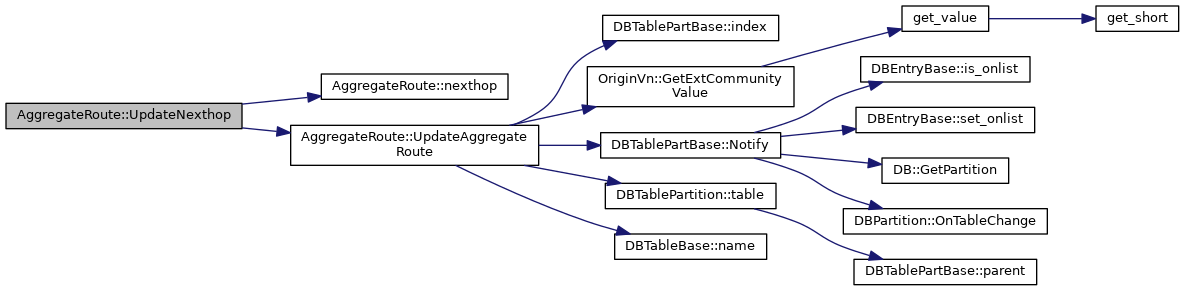 AggregateRoute::UpdateNexthop
AggregateRoute::nexthop
AggregateRoute::UpdateAggregate
Route
DBTablePartBase::index
OriginVn::GetExtCommunity
Value
DBTablePartBase::Notify
DBTablePartition::table
DBTableBase::name
get_value
get_short
DBEntryBase::is_onlist
DBEntryBase::set_onlist
DB::GetPartition
DBPartition::OnTableChange
DBTablePartBase::parent